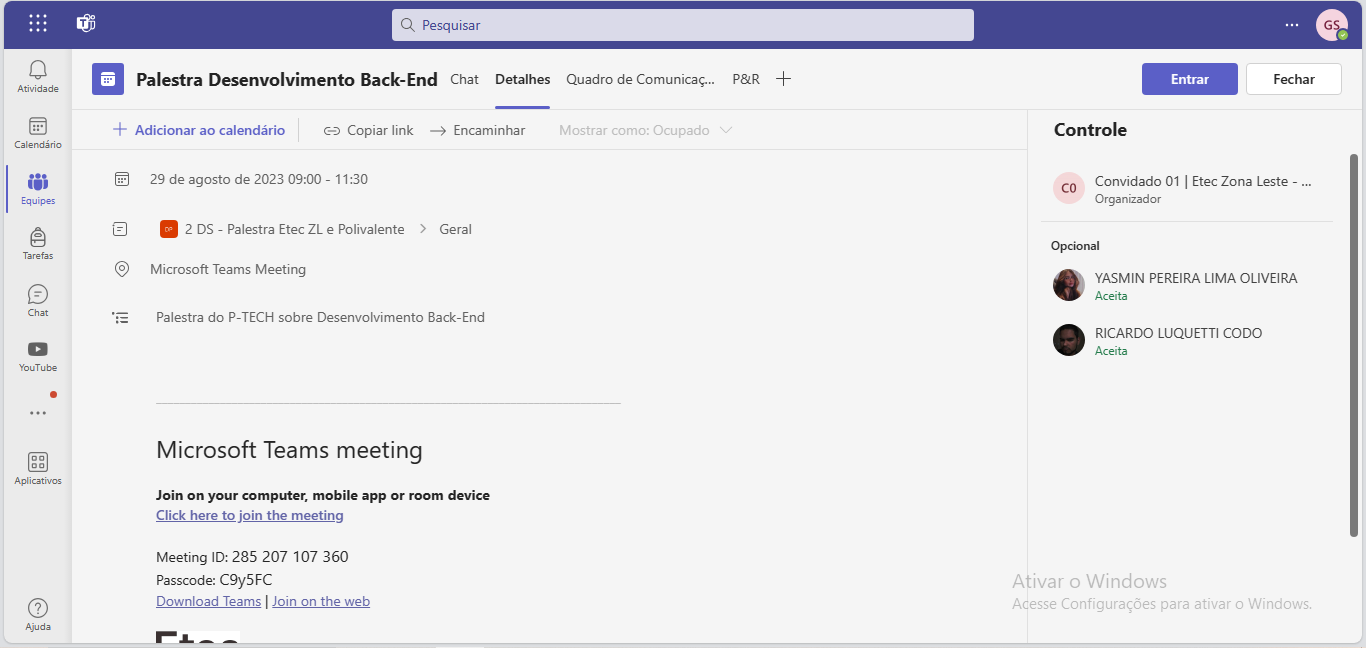 Pesquisar
GS
Atividade
Calendário
Equipes
Tarefas
Chat
YouTube
Aplicativos
Ajuda
Palestra Desenvolvimento Back-End
Chat
Detalhes
Quadro de Comunicaç...
P&R
Entrar
Fechar
Adicionar ao calendário
Copiar link
Encaminhar
Mostrar como: Ocupado
29 de agosto de 2023 09:00 - 11:30
DP 2 DS - Palestra Etec ZL e Polivalente > Geral
Microsoft Teams Meeting
Palestra do P-TECH sobre Desenvolvimento Back-End
Microsoft Teams meeting
Join on your computer, mobile app or room device
Click here to join the meeting
Meeting ID: 285 207 107 360
Passcode: C9y5FC
Download Teams | Join on the web
Etec
Controle
C0
Convidado 01 | Etec Zona Leste - ...
Organizador
Opcional
YASMIN PEREIRA LIMA OLIVEIRA
Aceita
RICARDO LUQUETTI CODO
Aceita
Ativar o Windows
Acesse Configurações para ativar o Windows.